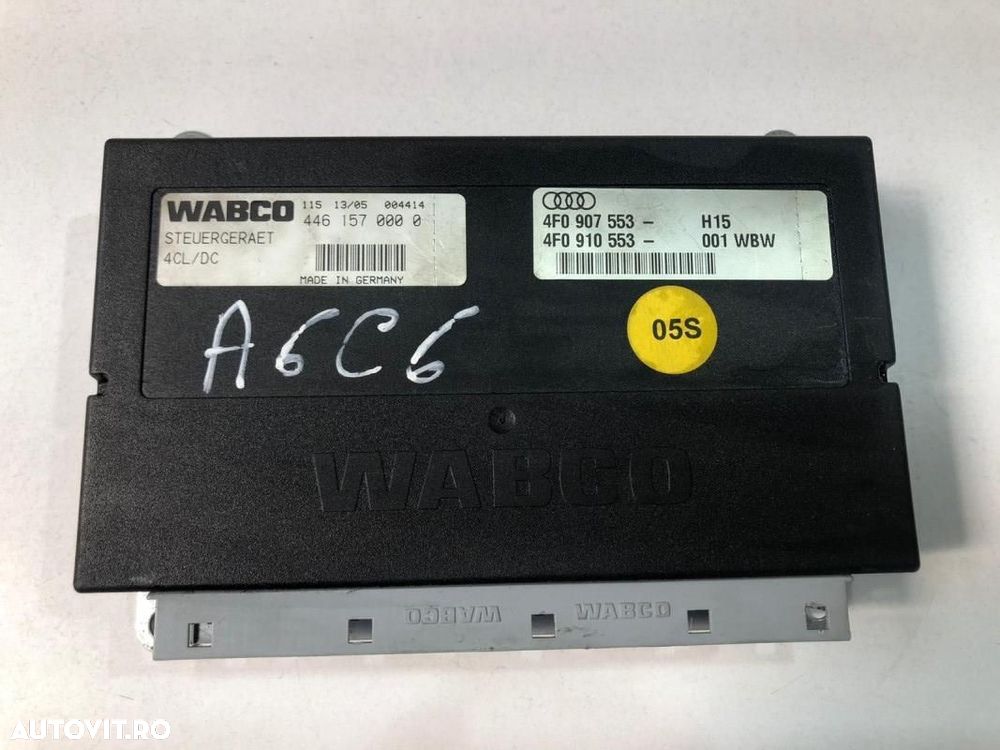 WABCO 11S 13/05 004414
446 157 000 0
STEUERGERAET
4CL/DC
MADE IN GERMANY
4F0 907 553 - H15
4F0 910 553 - 001 WBW
05S
A6C6
WABCO
WABCO WABCO
AUTOVIT.RO